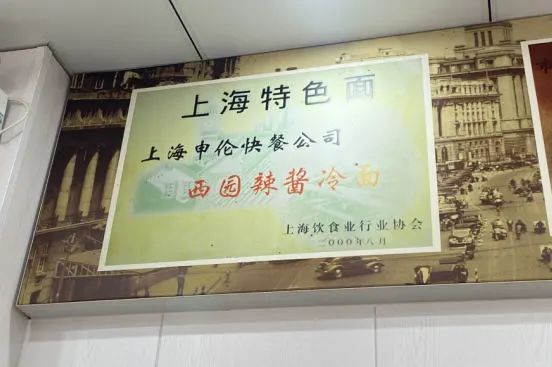 上海特色面
上海申伦快餐公司
西园辣酱冷面
上海饮食业行业协会
二000年八月